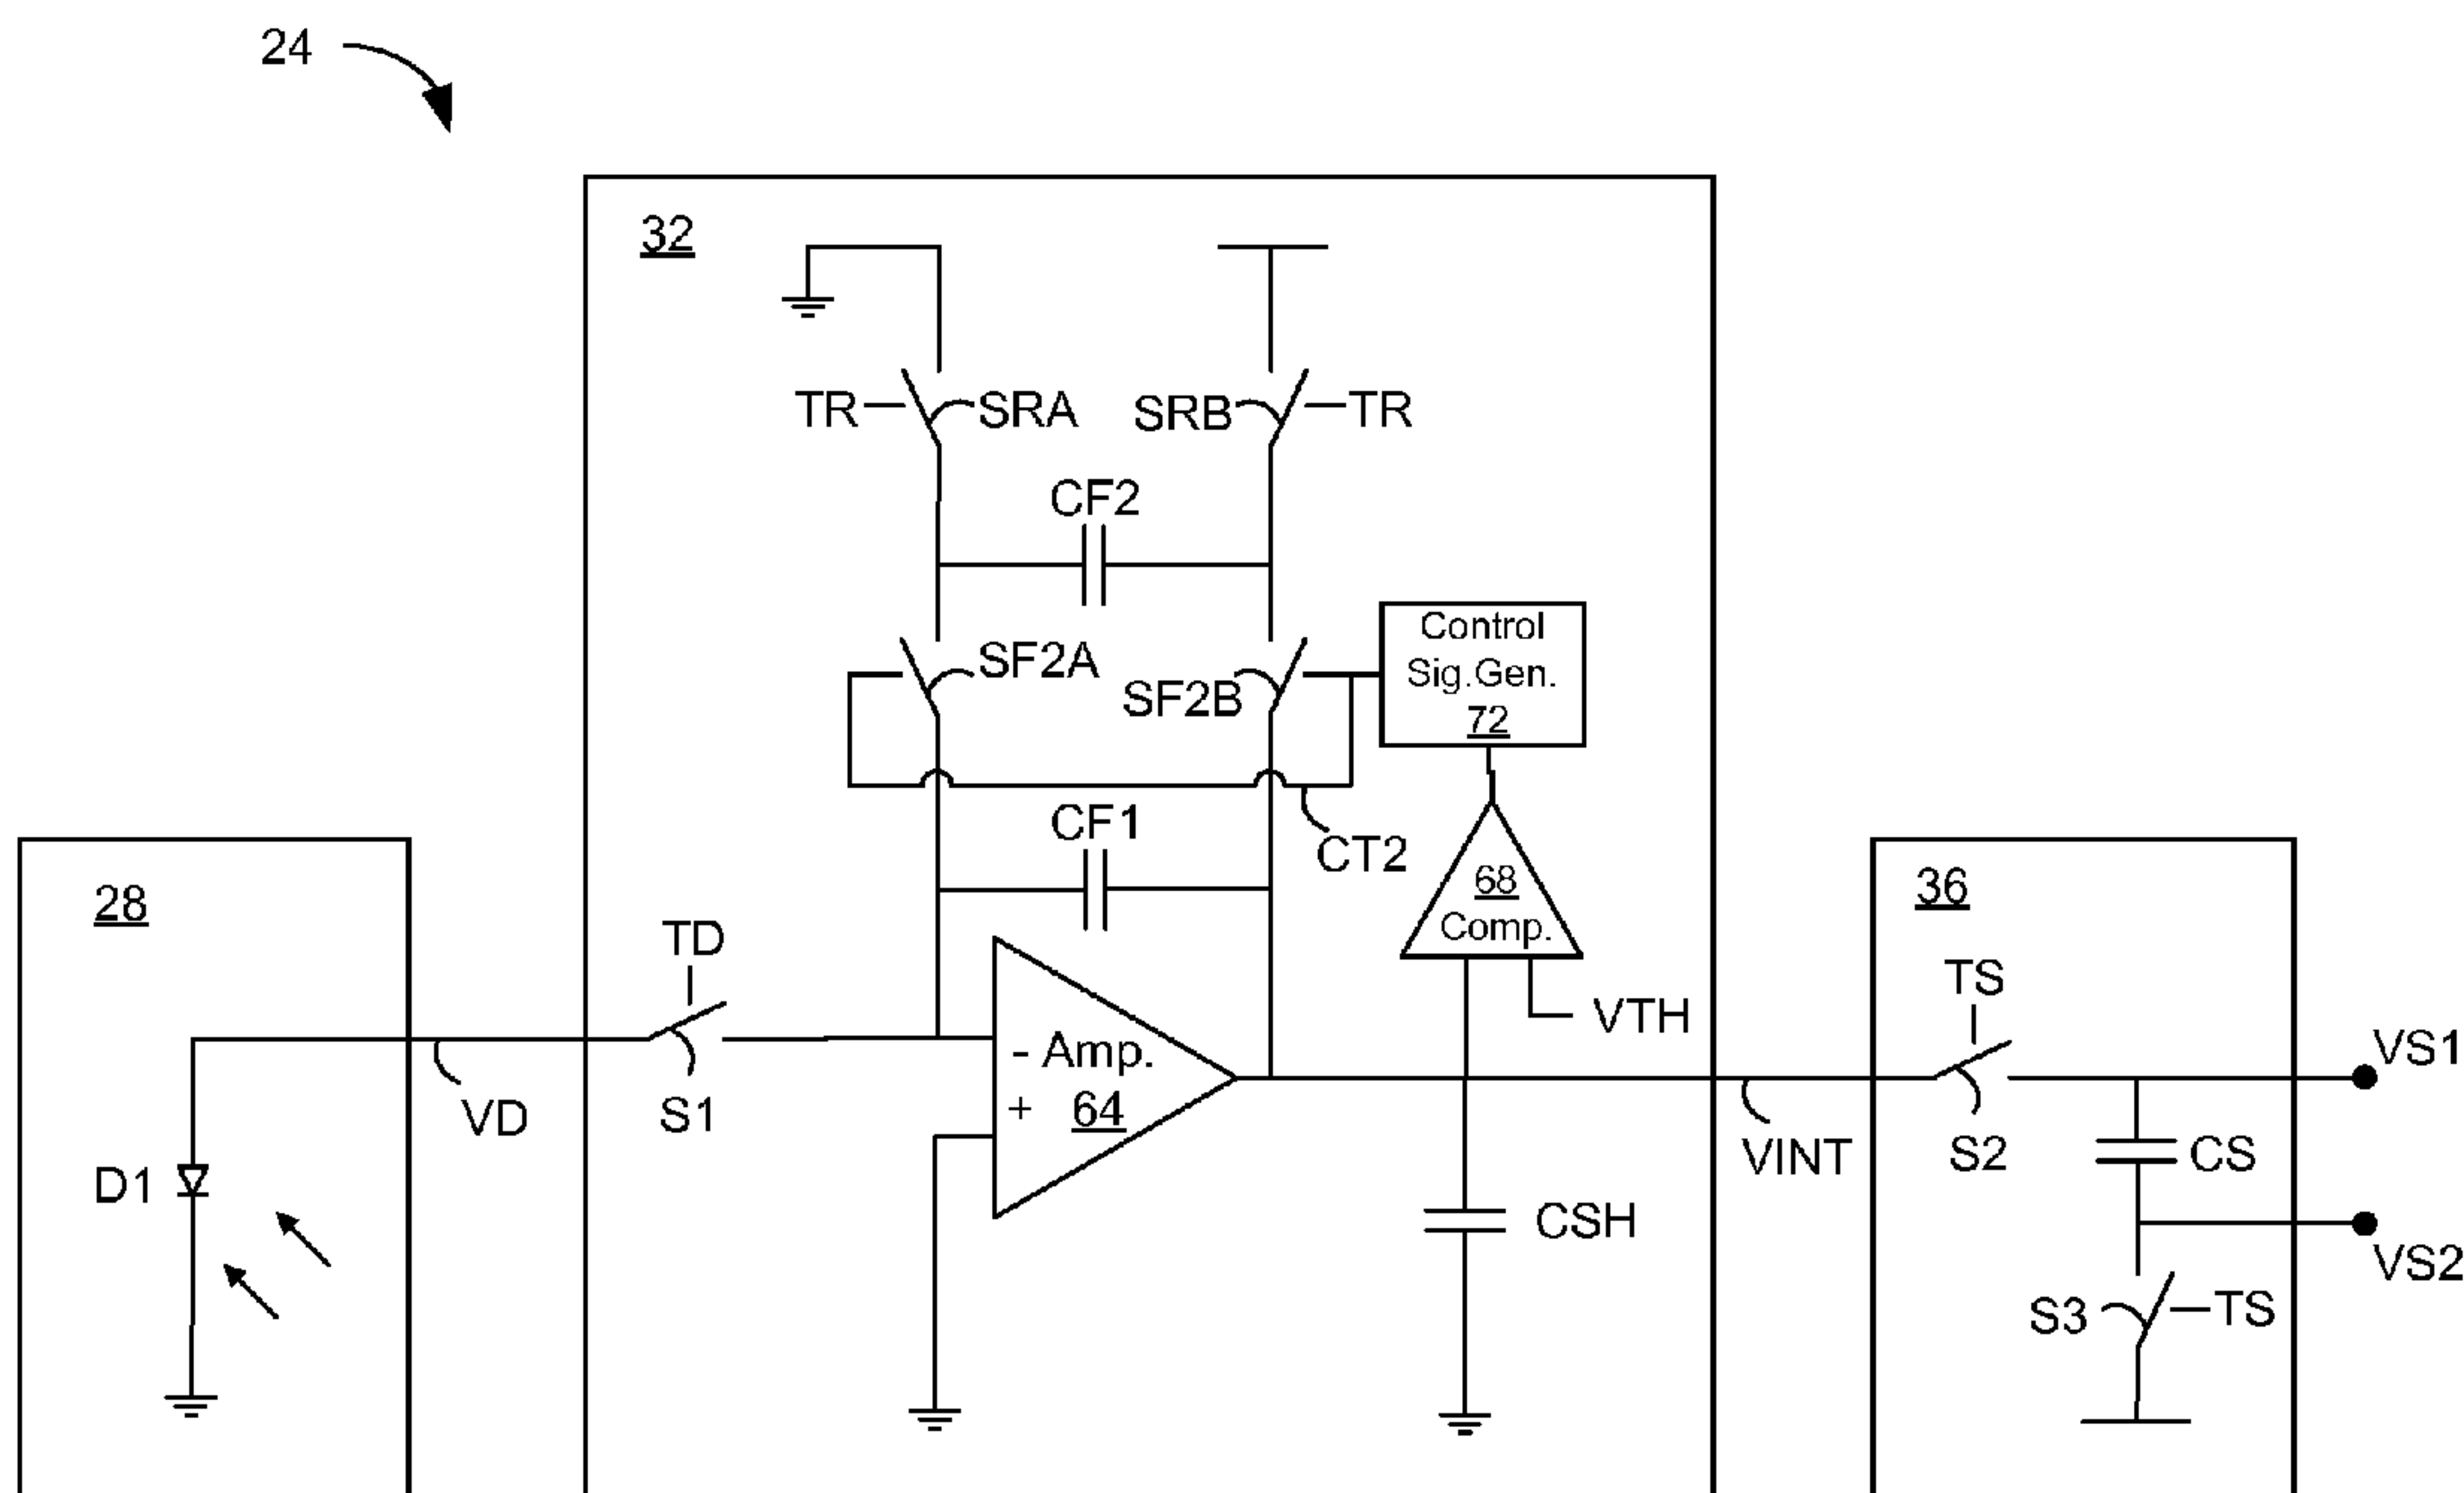 24
32
TR
SRA
SRB
TR
CF2
SF2A
SF2B
Control
Sig.Gen.
72
CF1
CT2
28
68
Comp.
36
TD
VTH
TS
VS1
- Amp.
+ 64
VD
S1
VINT
S2
CS
D1
CSH
VS2
S3
TS